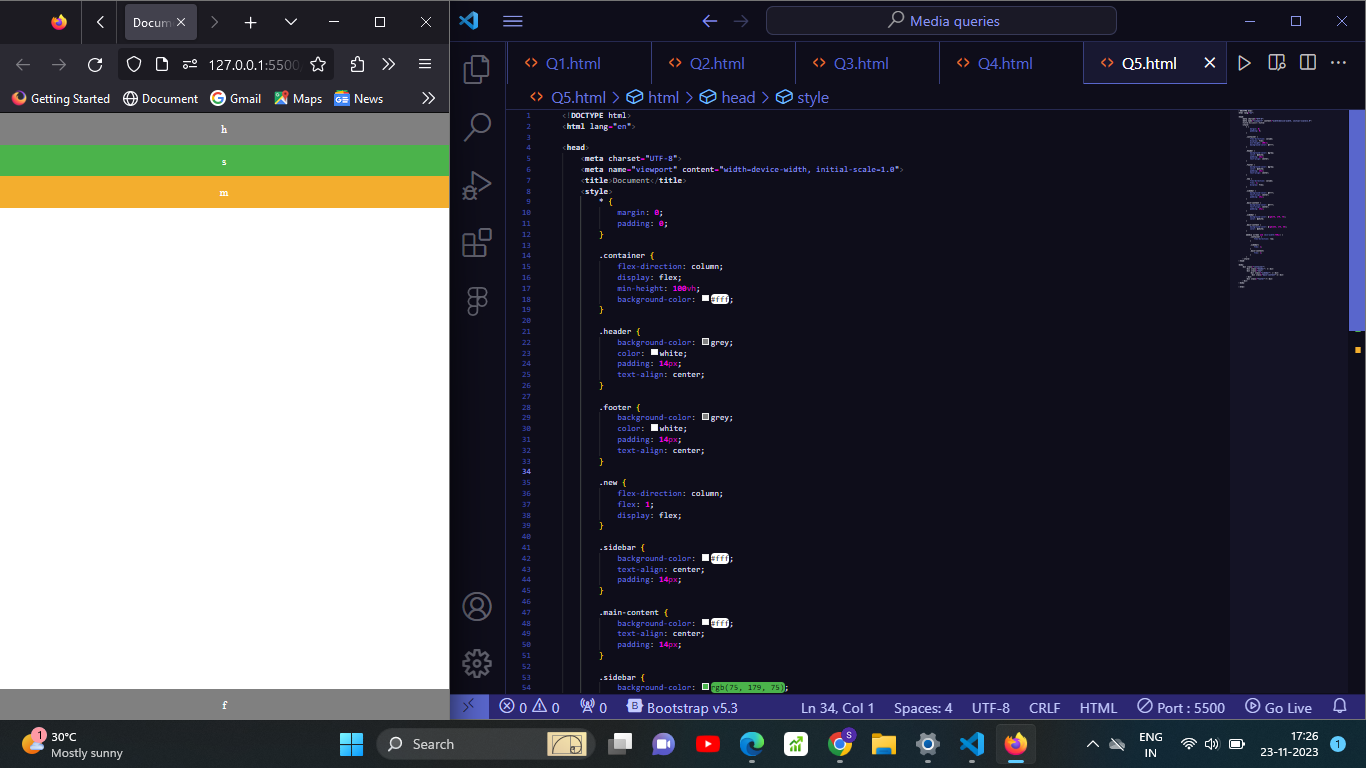 Docum
127.0.0.1:5500
Getting Started
Document
Gmail
Maps
News
h
s
m
f
Media queries
Q1.html
Q2.html
Q3.html
Q4.html
Q5.html
Q5.html > html > head > style
1 <!DOCTYPE html>
2 <html lang="en">
3
4 <head>
5 <meta charset="UTF-8">
6 <meta name="viewport" content="width=device-width, initial-scale=1.0">
7 <title>Document</title>
8 <style>
9 * {
10 margin: 0;
11 padding: 0;
12 }
13
14 .container {
15 flex-direction: column;
16 display: flex;
17 min-height: 100vh;
18 background-color: #fff;
19 }
20
21 .header {
22 background-color: grey;
23 color: white;
24 padding: 14px;
25 text-align: center;
26 }
27
28 .footer {
29 background-color: grey;
30 color: white;
31 padding: 14px;
32 text-align: center;
33 }
34
35 .new {
36 flex-direction: column;
37 flex: 1;
38 display: flex;
39 }
40
41 .sidebar {
42 background-color: #fff;
43 text-align: center;
44 padding: 14px;
45 }
46
47 .main-content {
48 background-color: #fff;
49 text-align: center;
50 padding: 14px;
51 }
52
53 .sidebar {
54 background-color: rgb(75, 179, 75);
0 0 0 Bootstrap v5.3 Ln 34, Col 1 Spaces: 4 UTF-8 CRLF HTML Port : 5500 Go Live
1
30°C
Mostly sunny
Search
S
ENG
IN
17:26
23-11-2023
1